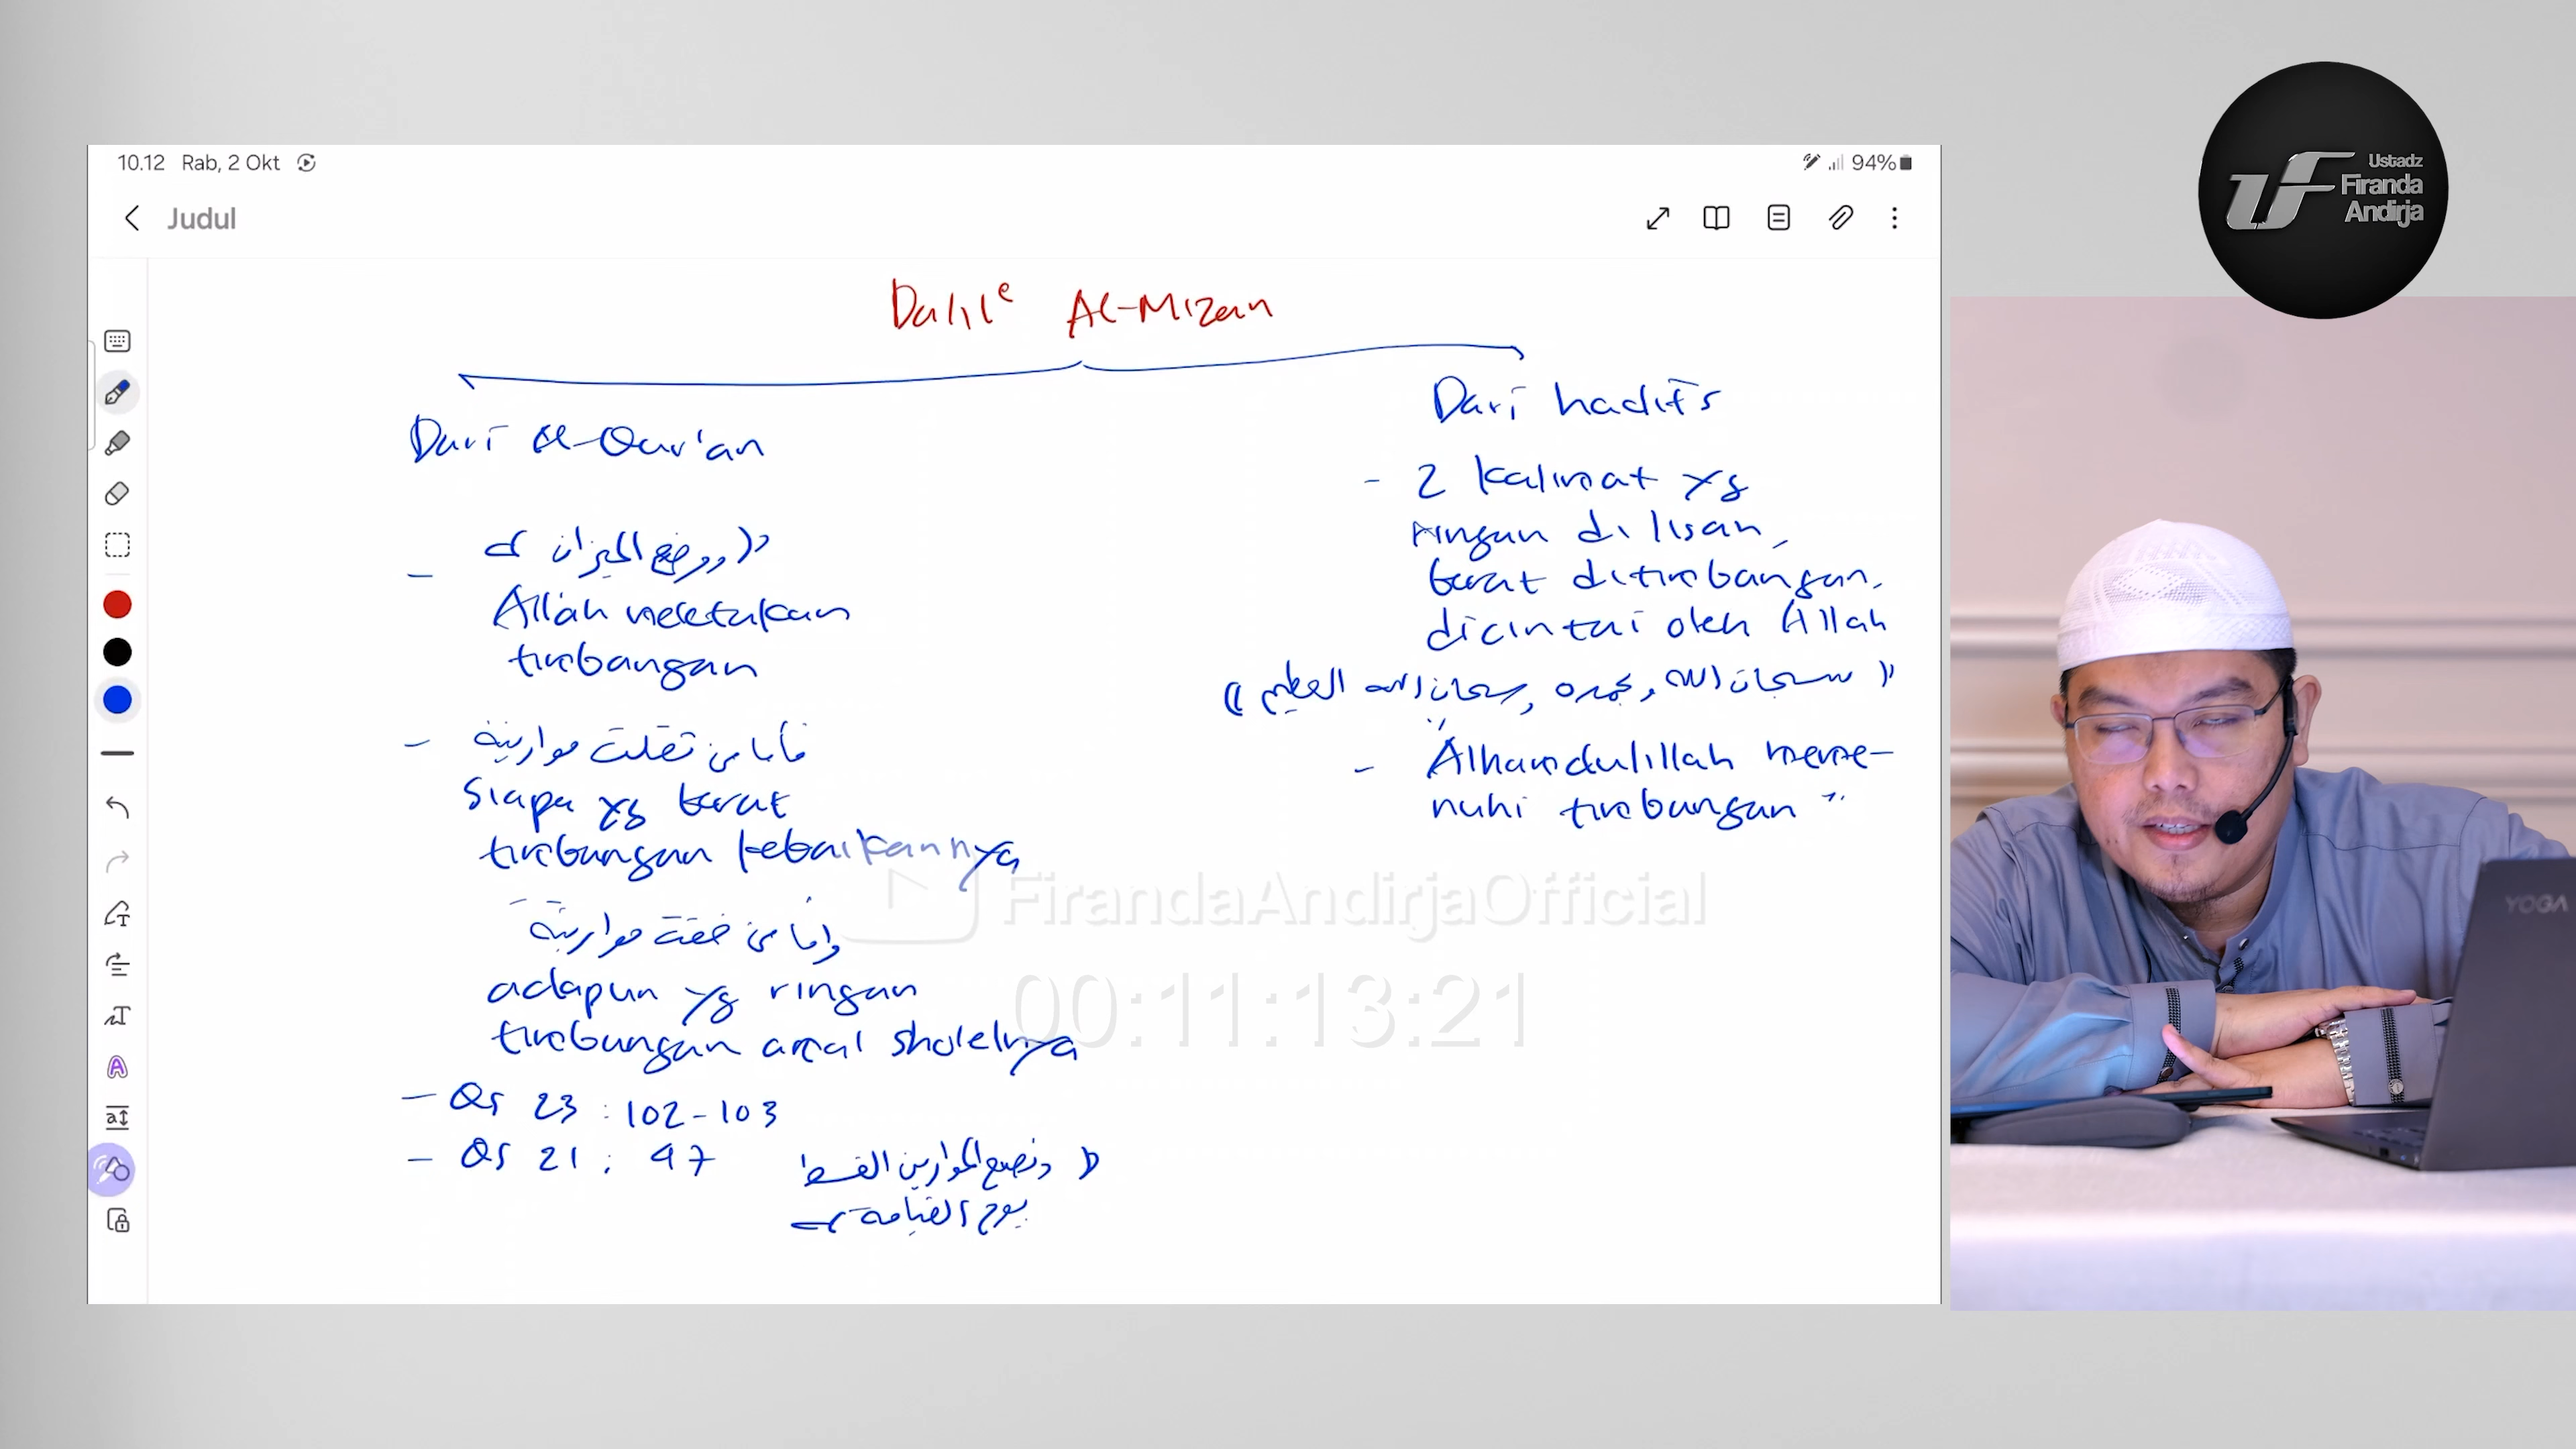 10.12 Rab, 2 Okt
94%
Judul
Dalil² Al-Mizan
Dari Al-Qur'an
((ووضع الميزان))
- Allah meletakan
timbangan
- فأما من ثقلت موازينه
Siapa yg berat
timbangan kebaikannya
وأما من خفت موازينه
adapun yg ringan
timbangan amal sholehnya
- QS 23 : 102-103
- QS 21 : 47 (ونضع الموازين القسط
ليوم القيامة)
Dari hadits
- 2 kalimat yg
ringan di lisan,
berat ditimbangan,
dicintai oleh Allah
((سبحان الله وبحمده, سبحان الله العظيم))
- "Alhamdulillah meme-
nuhi timbangan"
FirandaAndirjaOfficial
00:11:13:21
Ustadz
Firanda
Andirja
YOGA